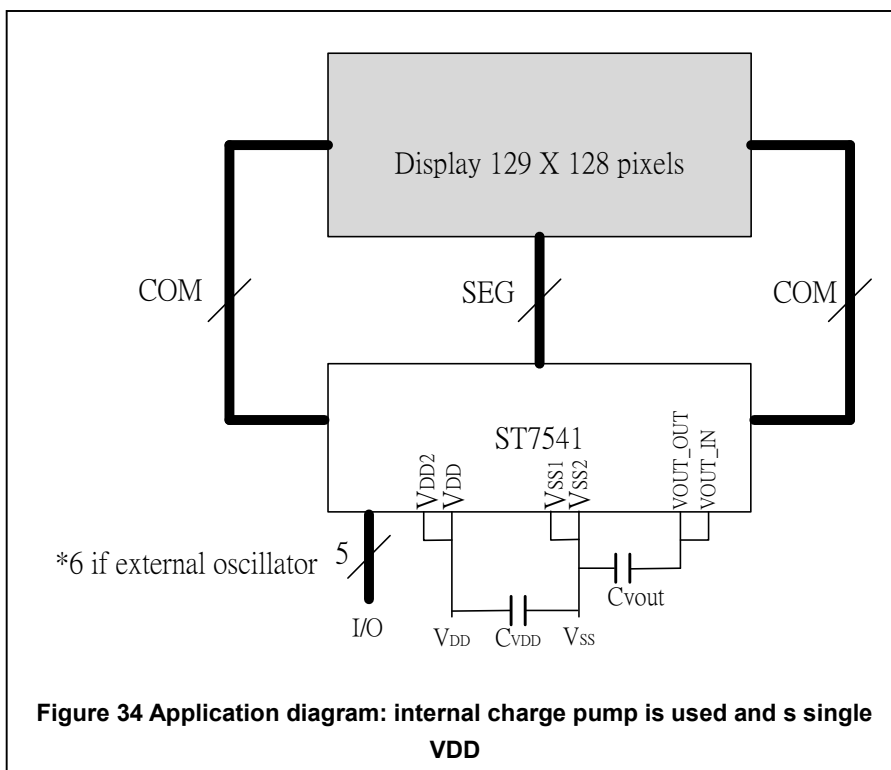 Display 129 X 128 pixels
COM
SEG
COM
ST7541
VDD2
VDD
VSS1
VSS2
VOUT_OUT
VOUT_IN
*6 if external oscillator
5
Cvout
I/O
VDD
CVDD
VSS
Figure 34 Application diagram: internal charge pump is used and s single
VDD